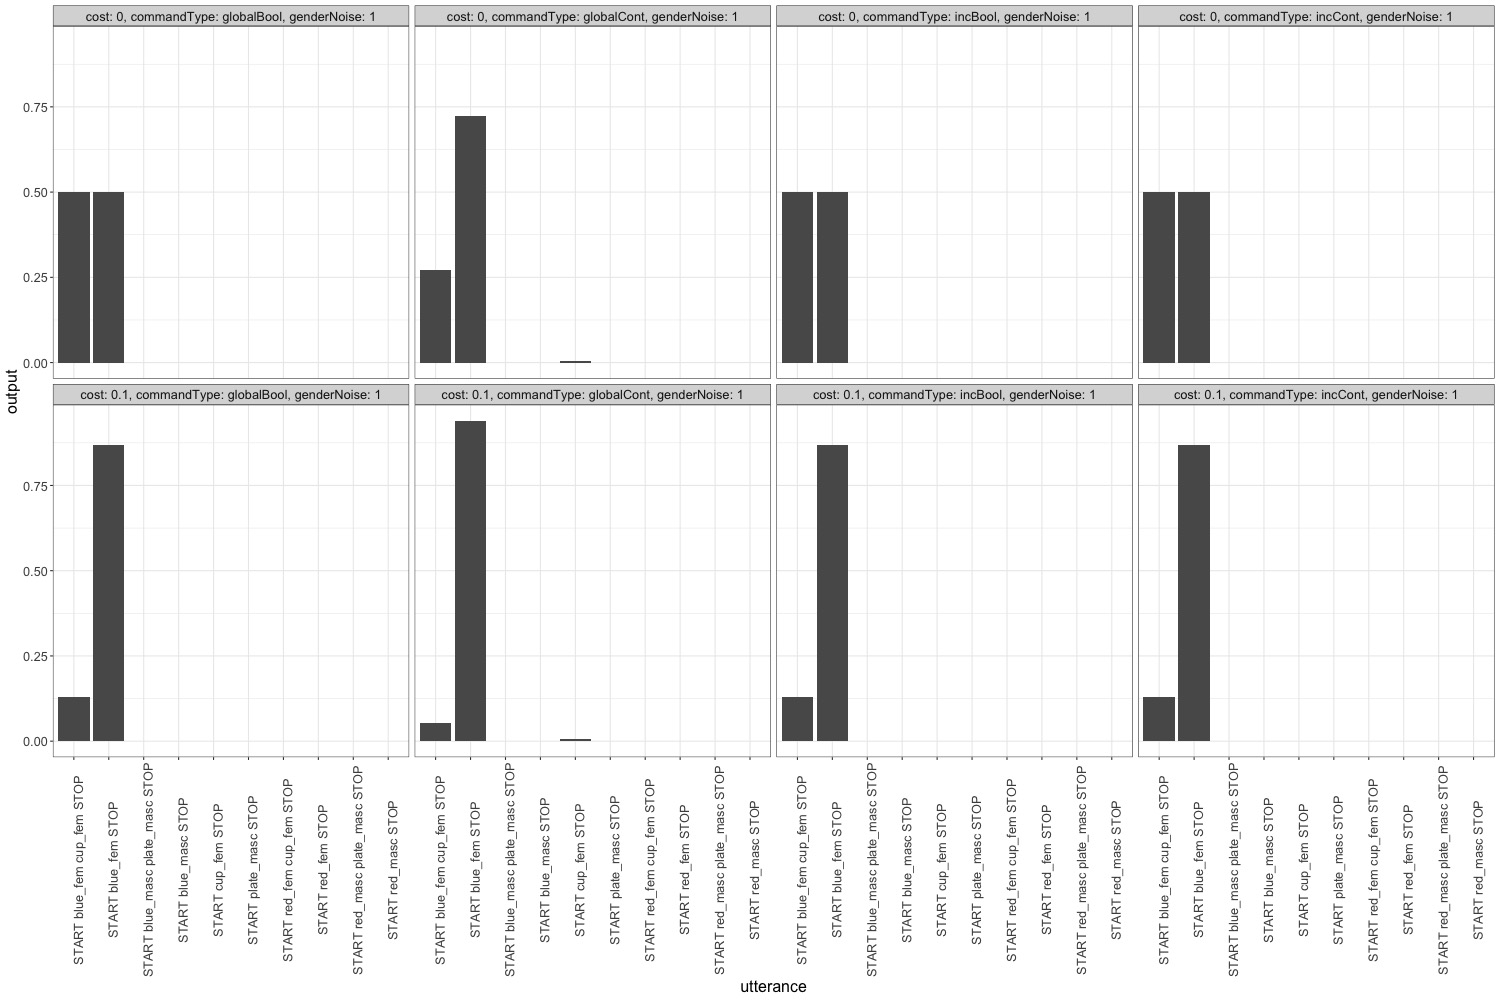 cost: 0, commandType: globalBool, genderNoise: 1
cost: 0, commandType: globalCont, genderNoise: 1
cost: 0, commandType: incBool, genderNoise: 1
cost: 0, commandType: incCont, genderNoise: 1
0.75
0.50
0.25
0.00
output
cost: 0.1, commandType: globalBool, genderNoise: 1
cost: 0.1, commandType: globalCont, genderNoise: 1
cost: 0.1, commandType: incBool, genderNoise: 1
cost: 0.1, commandType: incCont, genderNoise: 1
0.75
0.50
0.25
0.00
START blue_fem cup_fem STOP
START blue_fem STOP
START blue_masc plate_masc STOP
START blue_masc STOP
START cup_fem STOP
START plate_masc STOP
START red_fem cup_fem STOP
START red_fem STOP
START red_masc plate_masc STOP
START red_masc STOP
START blue_fem cup_fem STOP
START blue_fem STOP
START blue_masc plate_masc STOP
START blue_masc STOP
START cup_fem STOP
START plate_masc STOP
START red_fem cup_fem STOP
START red_fem STOP
START red_masc plate_masc STOP
START red_masc STOP
START blue_fem cup_fem STOP
START blue_fem STOP
START blue_masc plate_masc STOP
START blue_masc STOP
START cup_fem STOP
START plate_masc STOP
START red_fem cup_fem STOP
START red_fem STOP
START red_masc plate_masc STOP
START red_masc STOP
START blue_fem cup_fem STOP
START blue_fem STOP
START blue_masc plate_masc STOP
START blue_masc STOP
START cup_fem STOP
START plate_masc STOP
START red_fem cup_fem STOP
START red_fem STOP
START red_masc plate_masc STOP
START red_masc STOP
utterance